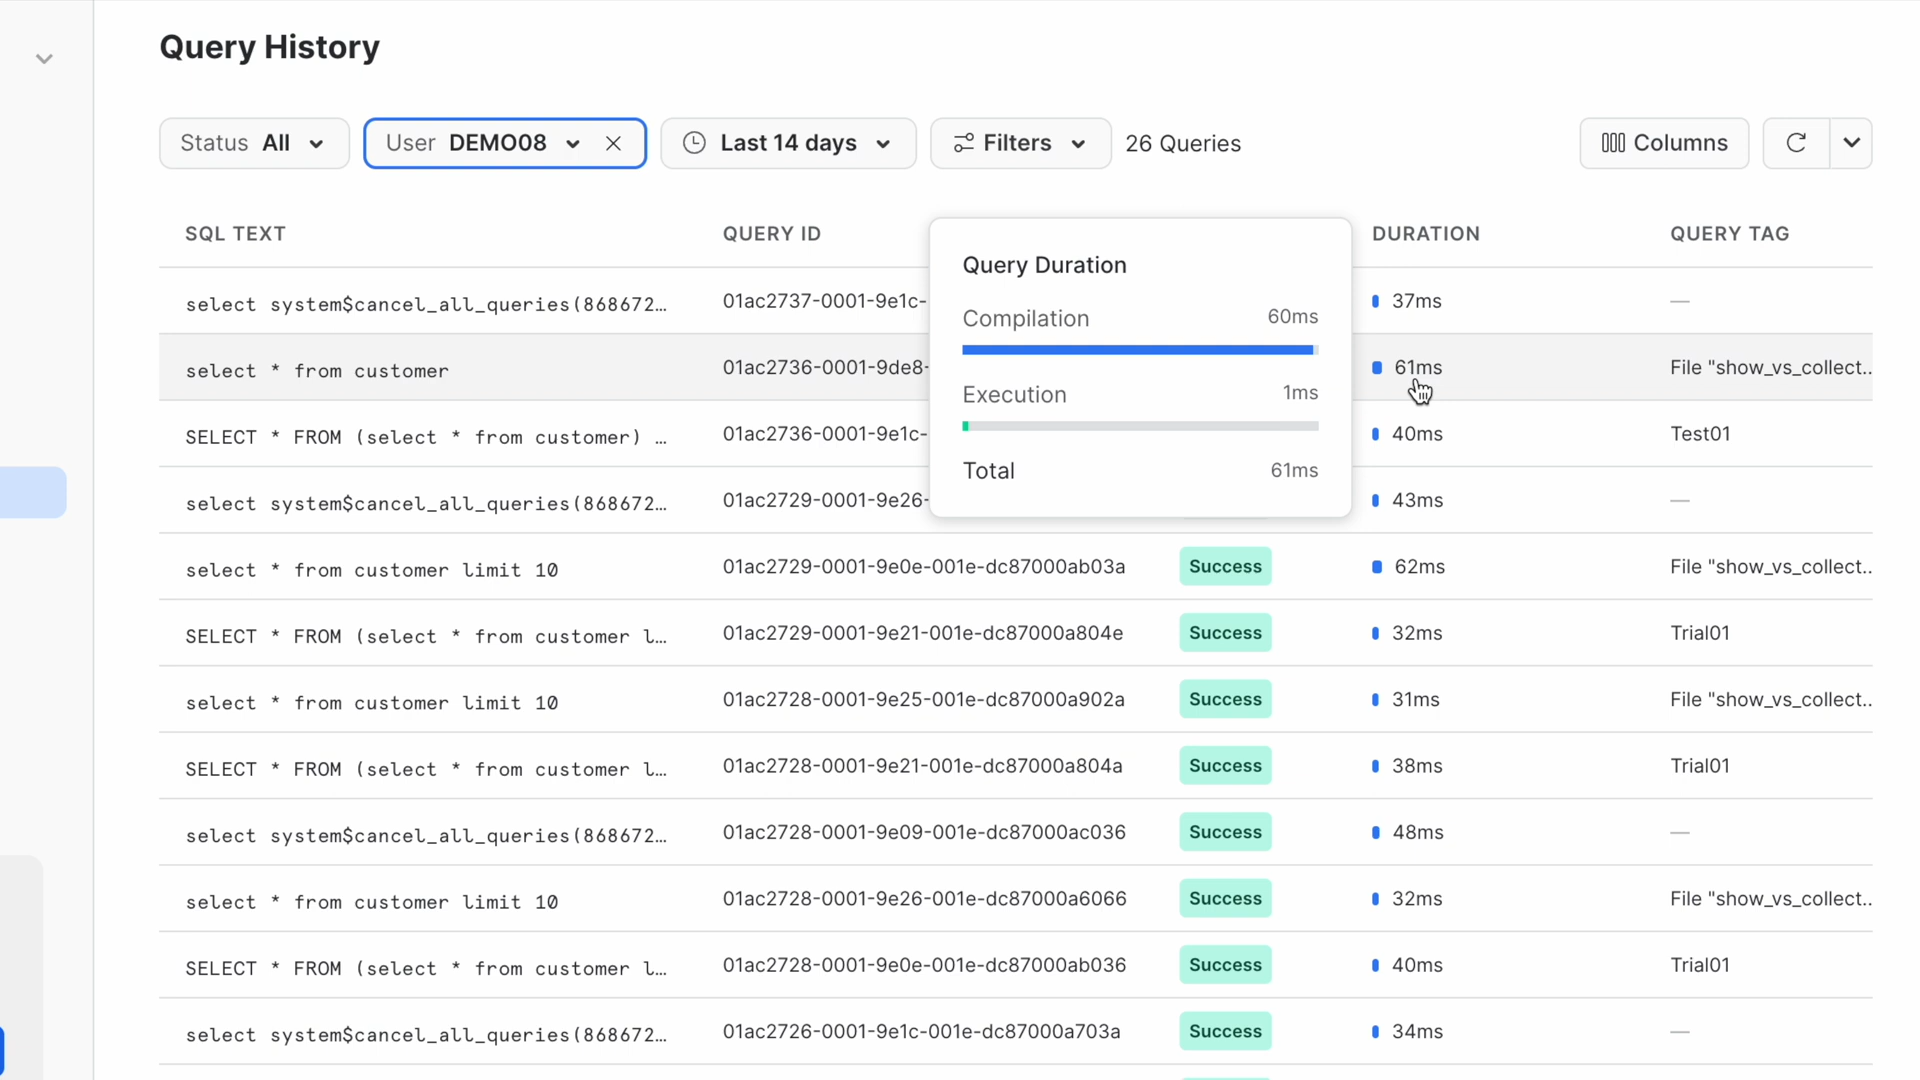 Query History
Status All
User DEMO08
Last 14 days
Filters
26 Queries
Columns
SQL TEXT QUERY ID DURATION QUERY TAG
select system$cancel_all_queries(868672… 01ac2737-0001-9e1c- 37ms —
select * from customer 01ac2736-0001-9de8- 61ms File "show_vs_collect..
SELECT * FROM (select * from customer) … 01ac2736-0001-9e1c- 40ms Test01
select system$cancel_all_queries(868672… 01ac2729-0001-9e26- 43ms —
Query Duration
Compilation 60ms
Execution 1ms
Total 61ms
select * from customer limit 10 01ac2729-0001-9e0e-001e-dc87000ab03a Success 62ms File "show_vs_collect..
SELECT * FROM (select * from customer l… 01ac2729-0001-9e21-001e-dc87000a804e Success 32ms Trial01
select * from customer limit 10 01ac2728-0001-9e25-001e-dc87000a902a Success 31ms File "show_vs_collect..
SELECT * FROM (select * from customer l… 01ac2728-0001-9e21-001e-dc87000a804a Success 38ms Trial01
select system$cancel_all_queries(868672… 01ac2728-0001-9e09-001e-dc87000ac036 Success 48ms —
select * from customer limit 10 01ac2728-0001-9e26-001e-dc87000a6066 Success 32ms File "show_vs_collect..
SELECT * FROM (select * from customer l… 01ac2728-0001-9e0e-001e-dc87000ab036 Success 40ms Trial01
select system$cancel_all_queries(868672… 01ac2726-0001-9e1c-001e-dc87000a703a Success 34ms —